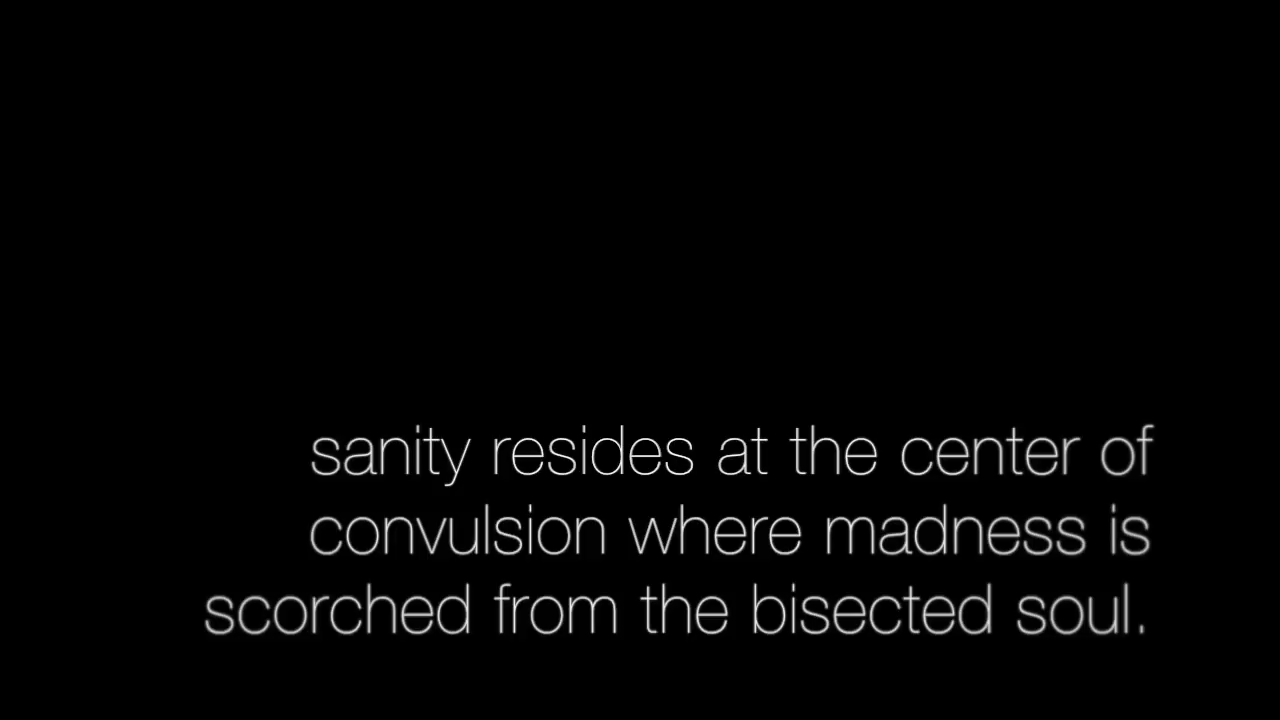 sanity resides at the center of
convulsion where madness is
scorched from the bisected soul.